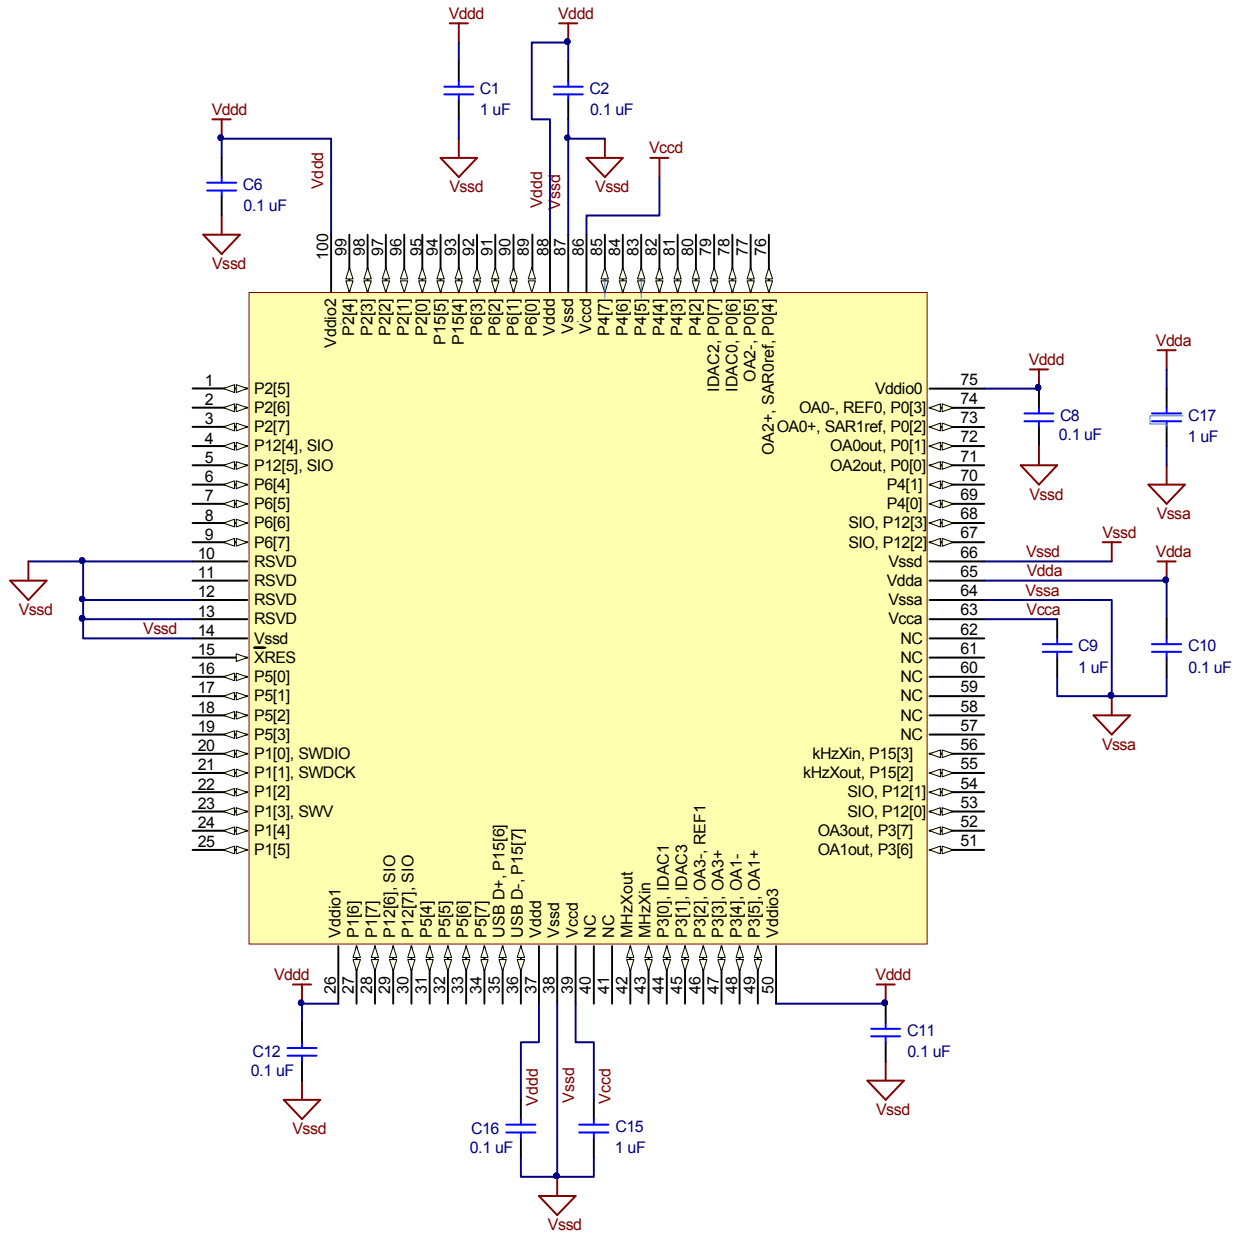 Vddd
C1
1 uF
Vssd
Vddd
C2
0.1 uF
Vssd
Vccd
Vddd
C6
0.1 uF
Vssd
Vddd
Vddd
Vssd
100
99
98
97
96
95
94
93
92
91
90
89
88
87
86
85
84
83
82
81
80
79
78
77
76
Vddio2
P2[4]
P2[3]
P2[2]
P2[1]
P2[0]
P15[5]
P15[4]
P6[3]
P6[2]
P6[1]
P6[0]
Vddd
Vssd
Vccd
P4[7]
P4[6]
P4[5]
P4[4]
P4[3]
P4[2]
IDAC2, P0[7]
IDAC0, P0[6]
OA2-, P0[5]
OA2+, SAR0ref, P0[4]
1 P2[5]
2 P2[6]
3 P2[7]
4 P12[4], SIO
5 P12[5], SIO
6 P6[4]
7 P6[5]
8 P6[6]
9 P6[7]
10 RSVD
11 RSVD
12 RSVD
13 RSVD
14 Vssd
15 XRES
16 P5[0]
17 P5[1]
18 P5[2]
19 P5[3]
20 P1[0], SWDIO
21 P1[1], SWDCK
22 P1[2]
23 P1[3], SWV
24 P1[4]
25 P1[5]
Vssd
Vssd
Vddio0 75
OA0-, REF0, P0[3] 74
OA0+, SAR1ref, P0[2] 73
OA0out, P0[1] 72
OA2out, P0[0] 71
P4[1] 70
P4[0] 69
SIO, P12[3] 68
SIO, P12[2] 67
Vssd 66
Vdda 65
Vssa 64
Vcca 63
NC 62
NC 61
NC 60
NC 59
NC 58
NC 57
kHzXin, P15[3] 56
kHzXout, P15[2] 55
SIO, P12[1] 54
SIO, P12[0] 53
OA3out, P3[7] 52
OA1out, P3[6] 51
Vddd
C8
0.1 uF
Vssd
Vdda
C17
1 uF
Vssa
Vssd
Vssd
Vdda
Vdda
Vssa
Vcca
C9
1 uF
C10
0.1 uF
Vssa
Vddio1
P1[6]
P1[7]
P12[6], SIO
P12[7], SIO
P5[4]
P5[5]
P5[6]
P5[7]
USB D+, P15[6]
USB D-, P15[7]
Vddd
Vssd
Vccd
NC
NC
MHzXout
MHzXin
P3[0], IDAC1
P3[1], IDAC3
P3[2], OA3-, REF1
P3[3], OA3+
P3[4], OA1-
P3[5], OA1+
Vddio3
26
27
28
29
30
31
32
33
34
35
36
37
38
39
40
41
42
43
44
45
46
47
48
49
50
Vddd
C12
0.1 uF
Vssd
Vddd
Vssd
Vccd
C16
0.1 uF
C15
1 uF
Vssd
Vddd
C11
0.1 uF
Vssd